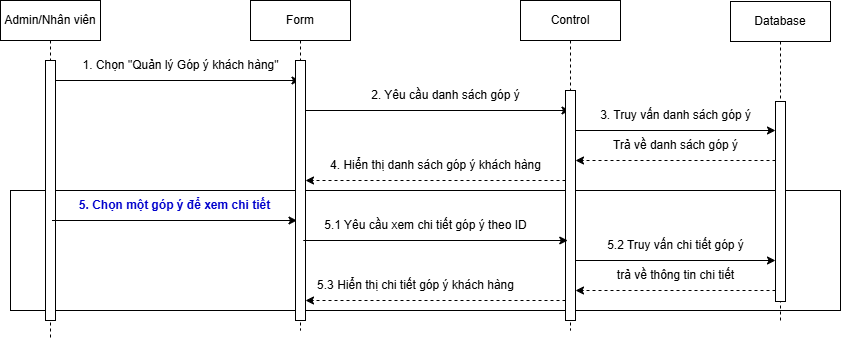 Admin/Nhân viên
Form
Control
Database
1. Chọn "Quản lý Góp ý khách hàng"
2. Yêu cầu danh sách góp ý
3. Truy vấn danh sách góp ý
Trả về danh sách góp ý
4. Hiển thị danh sách góp ý khách hàng
5. Chọn một góp ý để xem chi tiết
5.1 Yêu cầu xem chi tiết góp ý theo ID
5.2 Truy vấn chi tiết góp ý
trả về thông tin chi tiết
5.3 Hiển thị chi tiết góp ý khách hàng